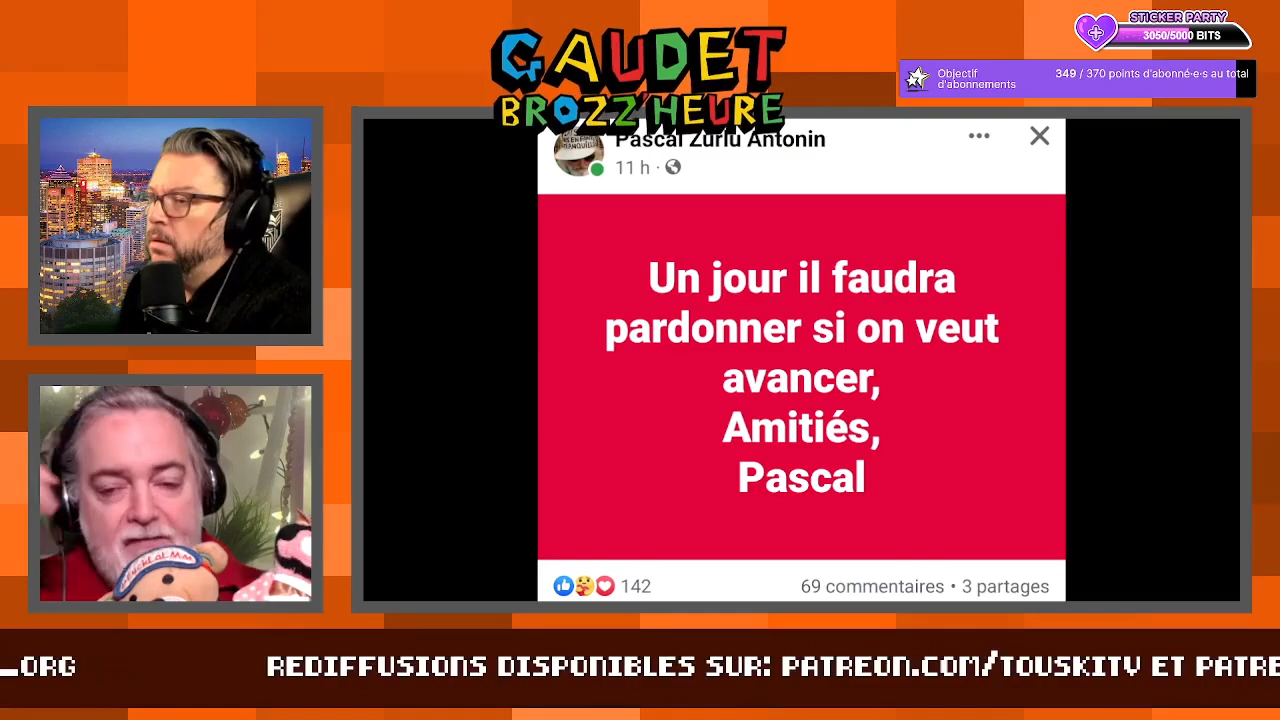 STICKER PARTY
3050/5000 BITS
Objectif
d'abonnements
349 / 370 points d'abonné·e·s au total
GAUDET
BROZZ'HEURE
Pascal Zurlu Antonin
11 h ·
Un jour il faudra
pardonner si on veut
avancer,
Amitiés,
Pascal
142
69 commentaires • 3 partages
_ORG
REDIFFUSIONS DISPONIBLES SUR: PATREON.COM/TOUSKITV ET PATRE